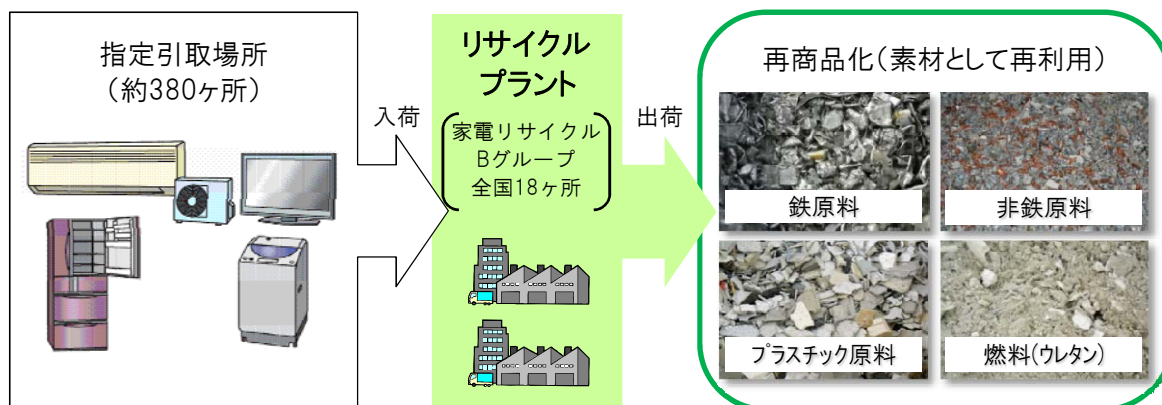 指定引取場所
（約380ヶ所）
入荷
リサイクル
プラント
家電リサイクル
Bグループ
全国18ヶ所
出荷
再商品化（素材として再利用）
鉄原料
非鉄原料
プラスチック原料
燃料(ウレタン)